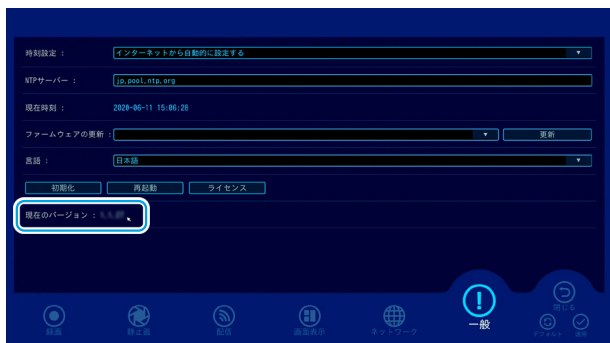 時刻設定 : インターネットから自動的に設定する
NTPサーバー : jp.pool.ntp.org
現在時刻 : 2020-06-11 15:06:28
ファームウェアの更新 : 更新
言語 : 日本語
初期化 再起動 ライセンス
現在のバージョン :
録画 静止画 配信 画面表示 ネットワーク 一般 閉じる
デフォルト 適用